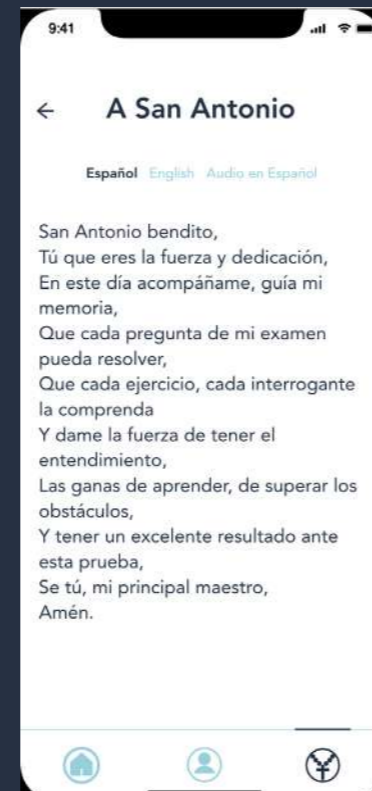 9:41
A San Antonio
Español English Audio en Español
San Antonio bendito,
Tú que eres la fuerza y dedicación,
En este día acompáñame, guía mi
memoria,
Que cada pregunta de mi examen
pueda resolver,
Que cada ejercicio, cada interrogante
la comprenda
Y dame la fuerza de tener el
entendimiento,
Las ganas de aprender, de superar los
obstáculos,
Y tener un excelente resultado ante
esta prueba,
Se tú, mi principal maestro,
Amén.